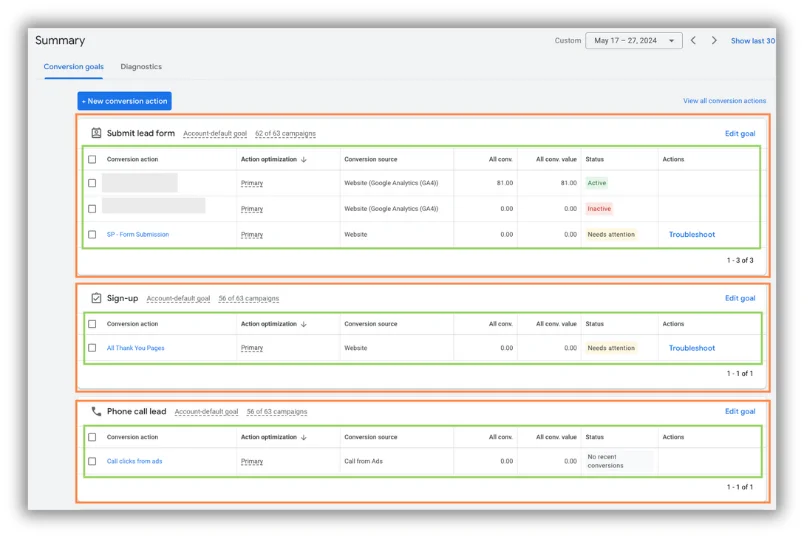 Summary
Custom May 17 – 27, 2024 Show last 30
Conversion goals Diagnostics
+ New conversion action View all conversion actions
Submit lead form Account-default goal 62 of 63 campaigns Edit goal
Conversion action Action optimization Conversion source All conv. All conv. value Status Actions
Primary Website (Google Analytics (GA4)) 81.00 81.00 Active
Primary Website (Google Analytics (GA4)) 0.00 0.00 Inactive
SP - Form Submission Primary Website 0.00 0.00 Needs attention Troubleshoot
1 - 3 of 3
Sign-up Account-default goal 56 of 63 campaigns Edit goal
Conversion action Action optimization Conversion source All conv. All conv. value Status Actions
All Thank You Pages Primary Website 0.00 0.00 Needs attention Troubleshoot
1 - 1 of 1
Phone call lead Account-default goal 56 of 63 campaigns Edit goal
Conversion action Action optimization Conversion source All conv. All conv. value Status Actions
Call clicks from ads Primary Call from Ads 0.00 0.00 No recent
conversions
1 - 1 of 1